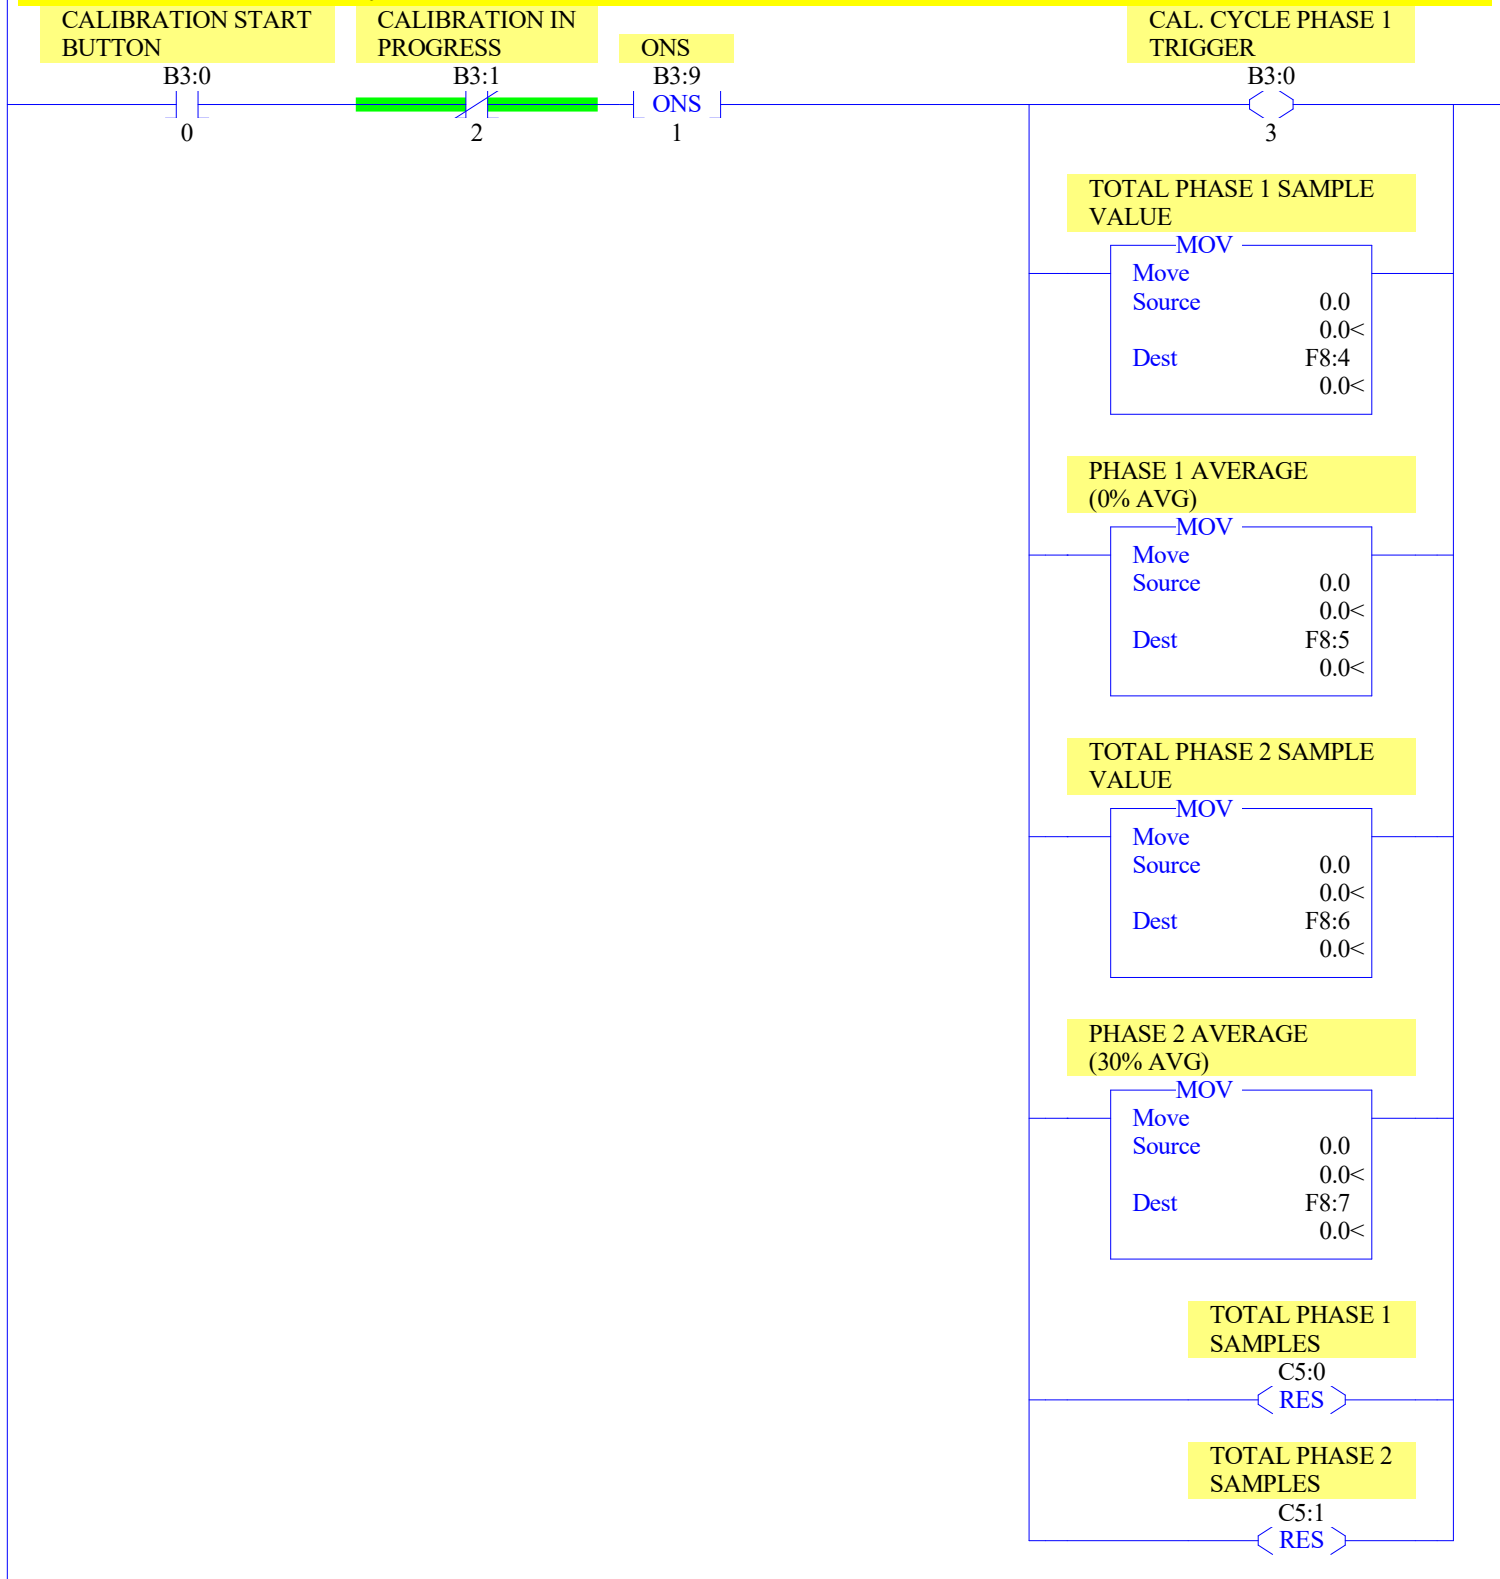 CALIBRATION START
BUTTON
B3:0
0
CALIBRATION IN
PROGRESS
B3:1
2
ONS
B3:9
ONS
1
CAL. CYCLE PHASE 1
TRIGGER
B3:0
3
TOTAL PHASE 1 SAMPLE
VALUE
MOV
Move
Source 0.0
0.0<
Dest F8:4
0.0<
PHASE 1 AVERAGE
(0% AVG)
MOV
Move
Source 0.0
0.0<
Dest F8:5
0.0<
TOTAL PHASE 2 SAMPLE
VALUE
MOV
Move
Source 0.0
0.0<
Dest F8:6
0.0<
PHASE 2 AVERAGE
(30% AVG)
MOV
Move
Source 0.0
0.0<
Dest F8:7
0.0<
TOTAL PHASE 1
SAMPLES
C5:0
RES
TOTAL PHASE 2
SAMPLES
C5:1
RES